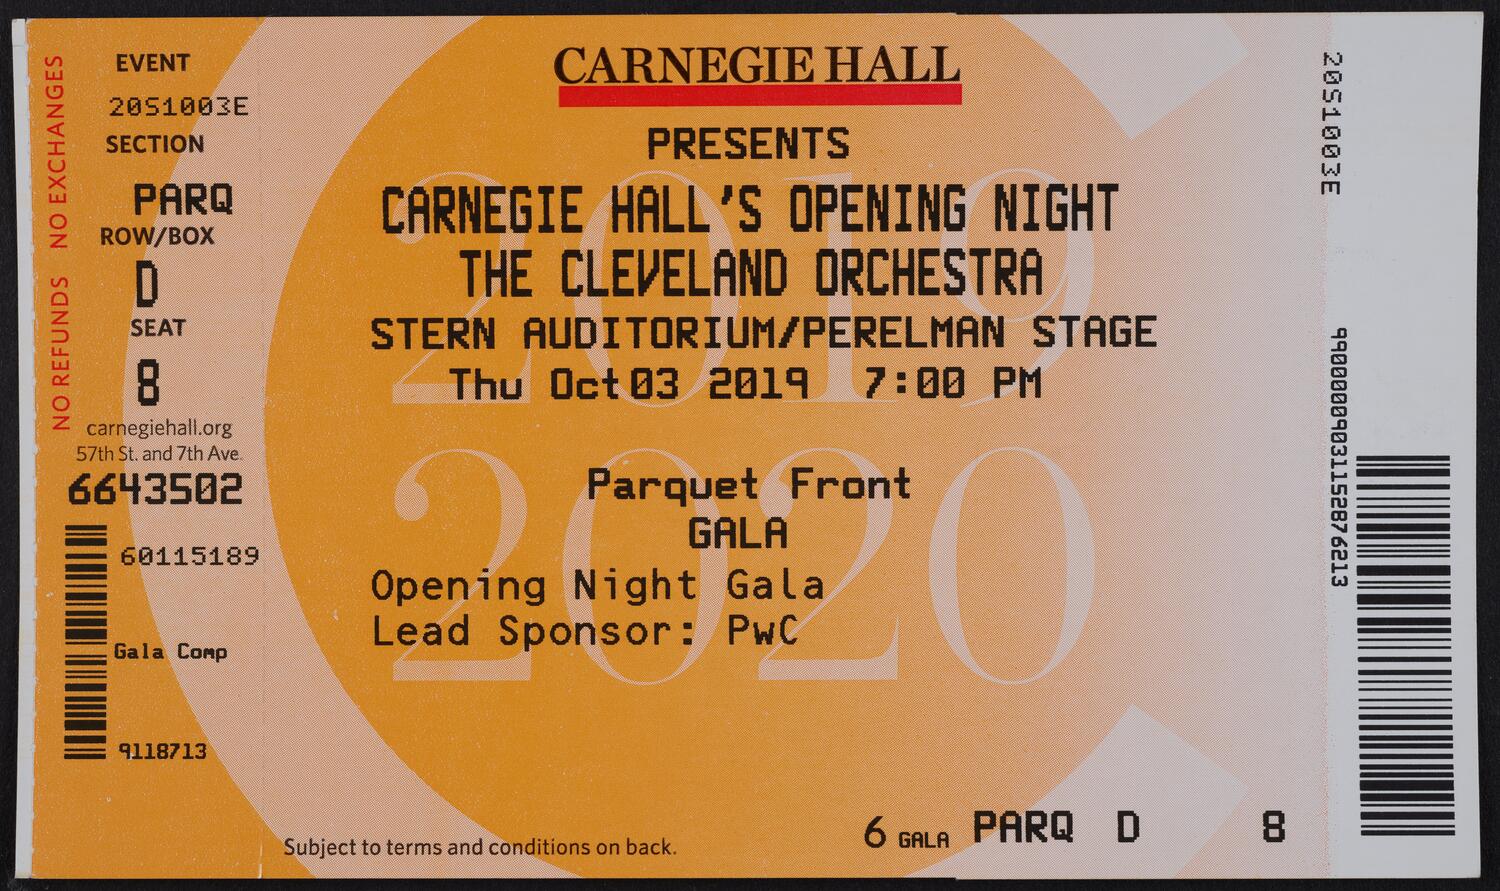 NO REFUNDS NO EXCHANGES
EVENT
20S1003E
SECTION
PARQ
ROW/BOX
D
SEAT
8
carnegiehall.org
57th St. and 7th Ave.
6643502
60115189
Gala Comp
9118713
CARNEGIE HALL
PRESENTS
CARNEGIE HALL'S OPENING NIGHT
THE CLEVELAND ORCHESTRA
STERN AUDITORIUM/PERELMAN STAGE
Thu Oct 03 2019 7:00 PM
2019
2020
Parquet Front
GALA
Opening Night Gala
Lead Sponsor: PwC
Subject to terms and conditions on back.
6 GALA PARQ D 8
20S1003E
990000009031152876213